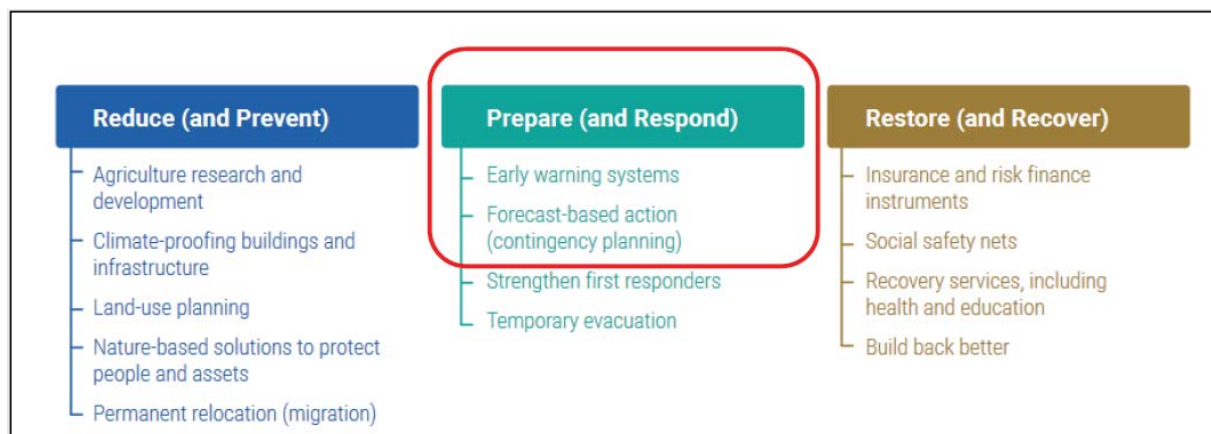 Reduce (and Prevent)
Agriculture research and
development
Climate-proofing buildings and
infrastructure
Land-use planning
Nature-based solutions to protect
people and assets
Permanent relocation (migration)
Prepare (and Respond)
Early warning systems
Forecast-based action
(contingency planning)
Strengthen first responders
Temporary evacuation
Restore (and Recover)
Insurance and risk finance
instruments
Social safety nets
Recovery services, including
health and education
Build back better